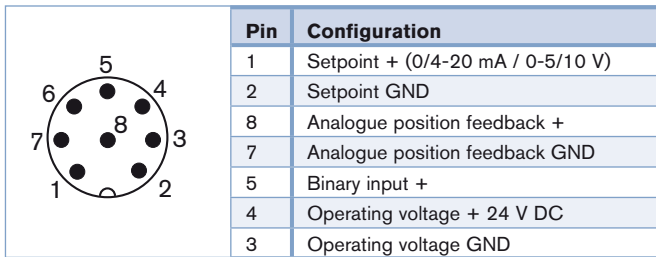 5
6
4
8
7
3
1
2
Pin Configuration
1 Setpoint + (0/4-20 mA / 0-5/10 V)
2 Setpoint GND
8 Analogue position feedback +
7 Analogue position feedback GND
5 Binary input +
4 Operating voltage + 24 V DC
3 Operating voltage GND